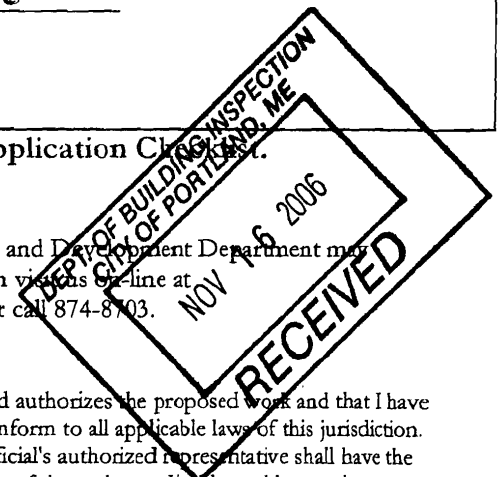 pplication Checklist.
DEPT. OF BUILDING INSPECTION
CITY OF PORTLAND, ME
NOV 16 2006
RECEIVED
and Development Department may
n visit us on-line at
r call 874-8703.
d authorizes the proposed work and that I have
nform to all applicable laws of this jurisdiction.
ficial's authorized representative shall have the